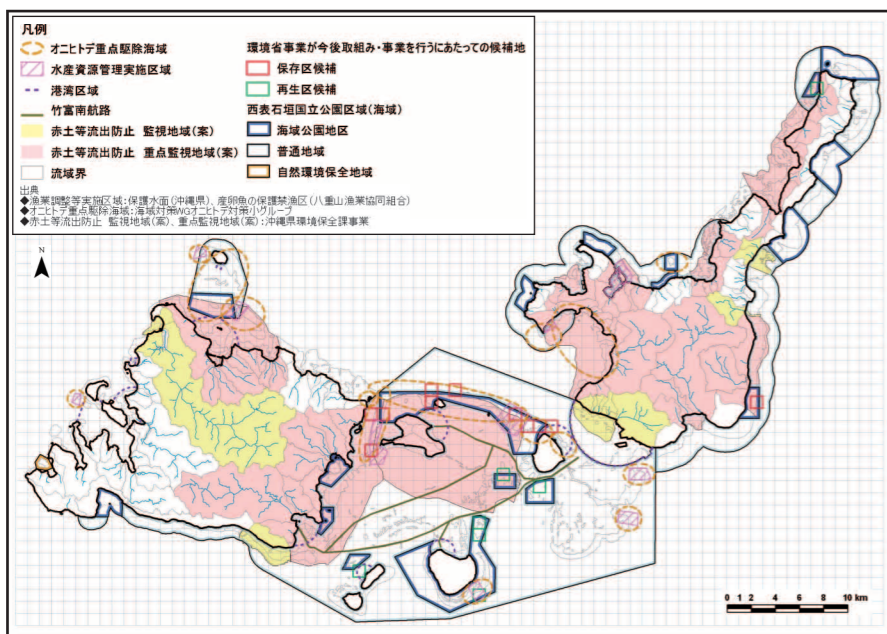 凡例
オニヒトデ重点駆除海域
水産資源管理実施区域
港湾区域
竹富南航路
赤土等流出防止 監視地域(案)
赤土等流出防止 重点監視地域(案)
流域界
環境省事業が今後取組み・事業を行うにあたっての候補地
保存区候補
再生区候補
西表石垣国立公園区域(海域)
海域公園地区
普通地域
自然環境保全地域
出典
◆漁業調整等実施区域:保護水面(沖縄県)、産卵魚の保護禁漁区(八重山漁業協同組合)
◆オニヒトデ重点駆除海域:海域対策WGオニヒトデ対策小グループ
◆赤土等流出防止 監視地域(案)、重点監視地域(案):沖縄県環境保全課事業
N
0 1 2 4 6 8 10 km